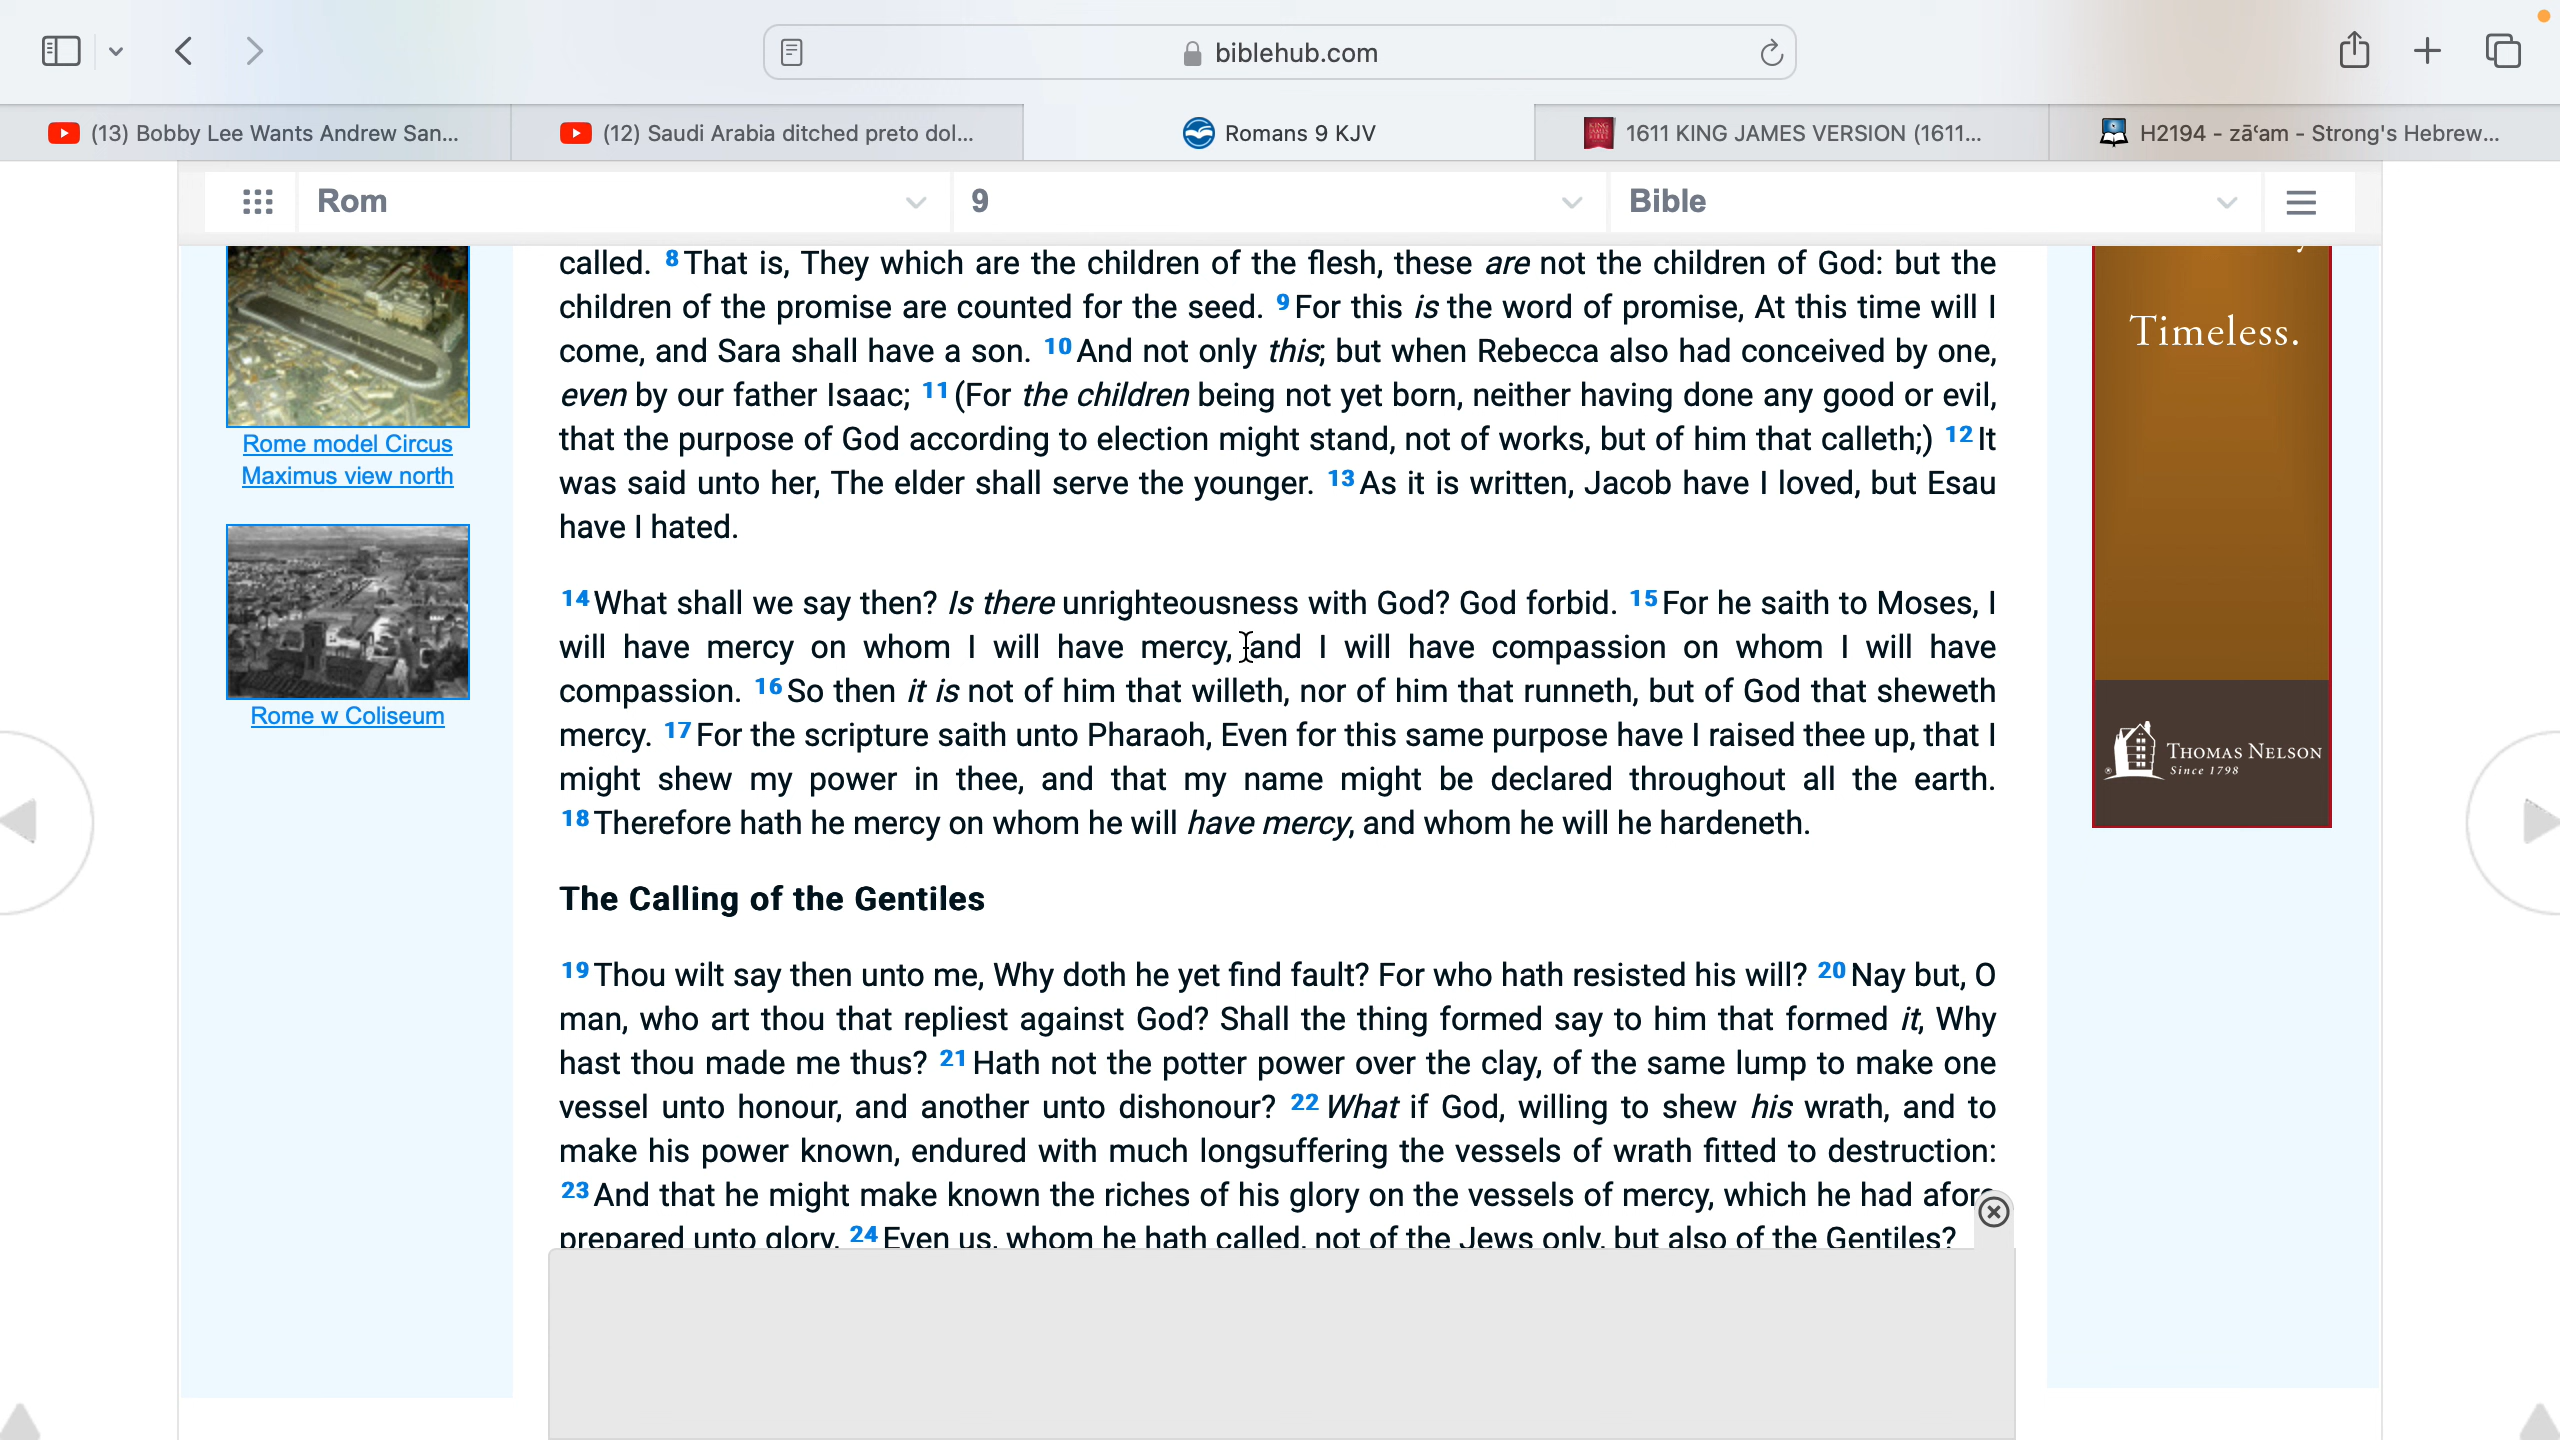 biblehub.com
(13) Bobby Lee Wants Andrew San...
(12) Saudi Arabia ditched preto dol...
Romans 9 KJV
1611 KING JAMES VERSION (1611...
H2194 - zāʿam - Strong's Hebrew...
Rom
9
Bible
Rome model Circus
Maximus view north
Rome w Coliseum
called. 8 That is, They which are the children of the flesh, these are not the children of God: but the
children of the promise are counted for the seed. 9 For this is the word of promise, At this time will I
come, and Sara shall have a son. 10 And not only this; but when Rebecca also had conceived by one,
even by our father Isaac; 11 (For the children being not yet born, neither having done any good or evil,
that the purpose of God according to election might stand, not of works, but of him that calleth;) 12 It
was said unto her, The elder shall serve the younger. 13 As it is written, Jacob have I loved, but Esau
have I hated.
14 What shall we say then? Is there unrighteousness with God? God forbid. 15 For he saith to Moses, I
will have mercy on whom I will have mercy, and I will have compassion on whom I will have
compassion. 16 So then it is not of him that willeth, nor of him that runneth, but of God that sheweth
mercy. 17 For the scripture saith unto Pharaoh, Even for this same purpose have I raised thee up, that I
might shew my power in thee, and that my name might be declared throughout all the earth.
18 Therefore hath he mercy on whom he will have mercy, and whom he will he hardeneth.
The Calling of the Gentiles
19 Thou wilt say then unto me, Why doth he yet find fault? For who hath resisted his will? 20 Nay but, O
man, who art thou that repliest against God? Shall the thing formed say to him that formed it, Why
hast thou made me thus? 21 Hath not the potter power over the clay, of the same lump to make one
vessel unto honour, and another unto dishonour? 22 What if God, willing to shew his wrath, and to
make his power known, endured with much longsuffering the vessels of wrath fitted to destruction:
23 And that he might make known the riches of his glory on the vessels of mercy, which he had afore
prepared unto glory, 24 Even us, whom he hath called, not of the Jews only, but also of the Gentiles?
Timeless.
THOMAS NELSON
Since 1798